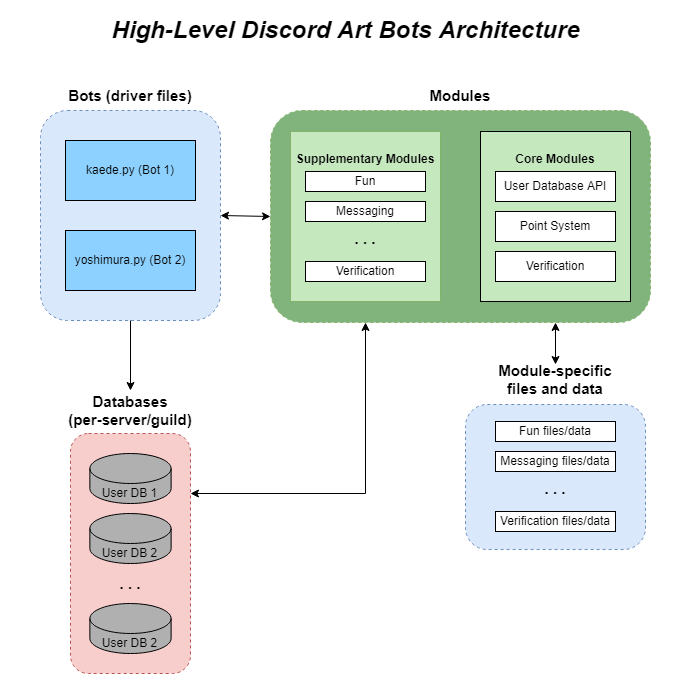 High-Level Discord Art Bots Architecture
Bots (driver files)
kaede.py (Bot 1)
yoshimura.py (Bot 2)
Modules
Supplementary Modules
Fun
Messaging
. . .
Verification
Core Modules
User Database API
Point System
Verification
Databases
(per-server/guild)
User DB 1
User DB 2
. . .
User DB 2
Module-specific
files and data
Fun files/data
Messaging files/data
. . .
Verification files/data